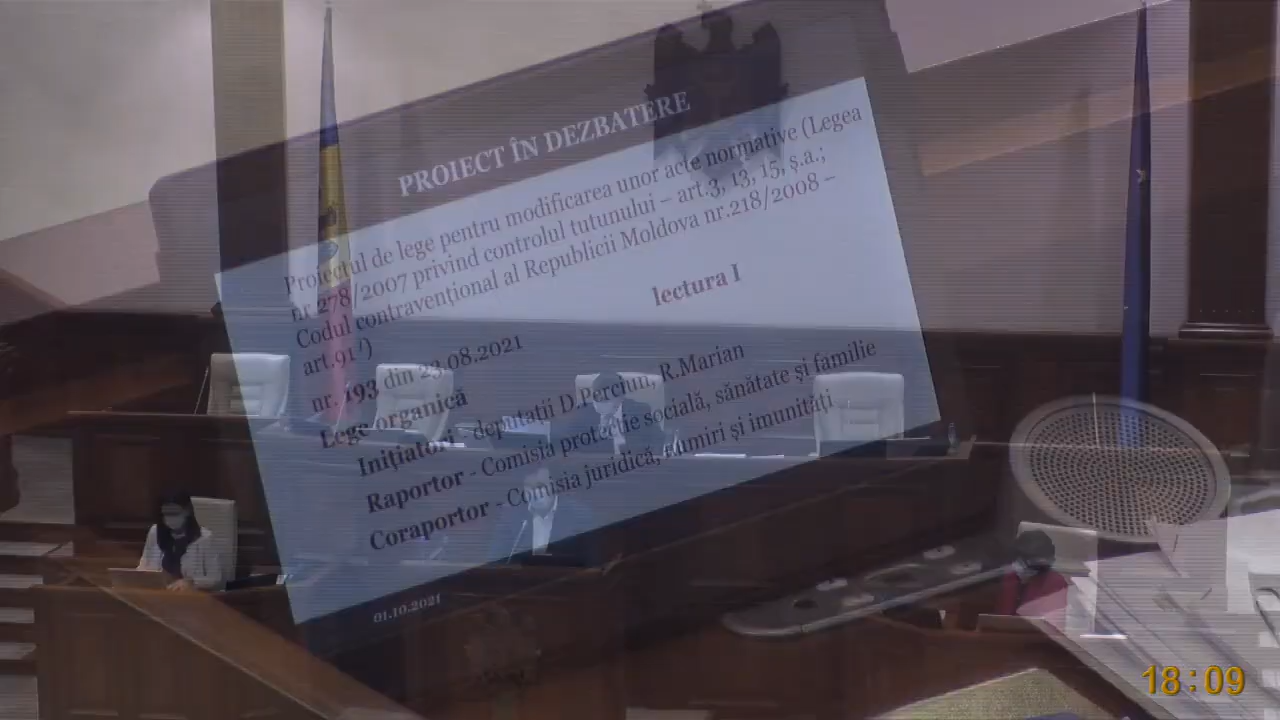 PROIECT ÎN DEZBATERE
Proiectul de lege pentru modificarea unor acte normative (Legea
nr.278/2007 privind controlul tutunului – art.3, 13, 15, ș.a.;
Codul contravențional al Republicii Moldova nr.218/2008 –
art.91¹)
lectura I
nr. 193 din 23.08.2021
Lege organică
Inițiatori - deputații D.Perciun, R.Marian
Raportor - Comisia protecție socială, sănătate și familie
Coraportor - Comisia juridică, numiri și imunități
01.10.2021
18:09